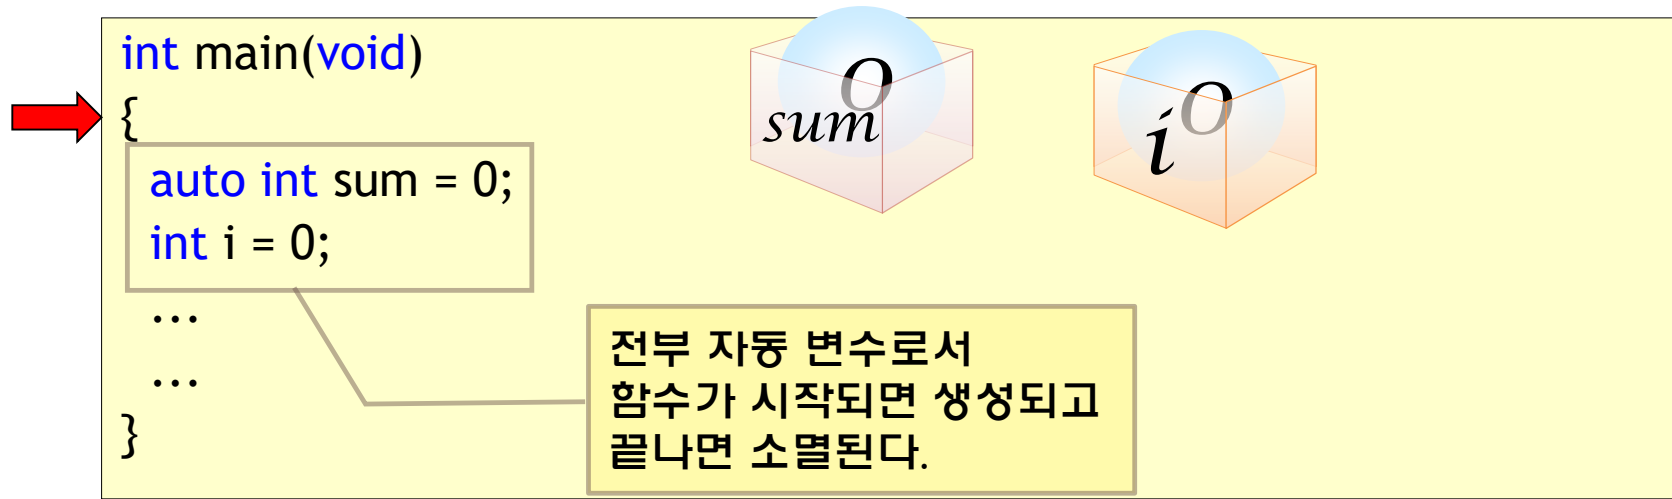 int main(void)
{
auto int sum = 0;
int i = 0;
...
...
}
sum 0
i 0
전부 자동 변수로서
함수가 시작되면 생성되고
끝나면 소멸된다.